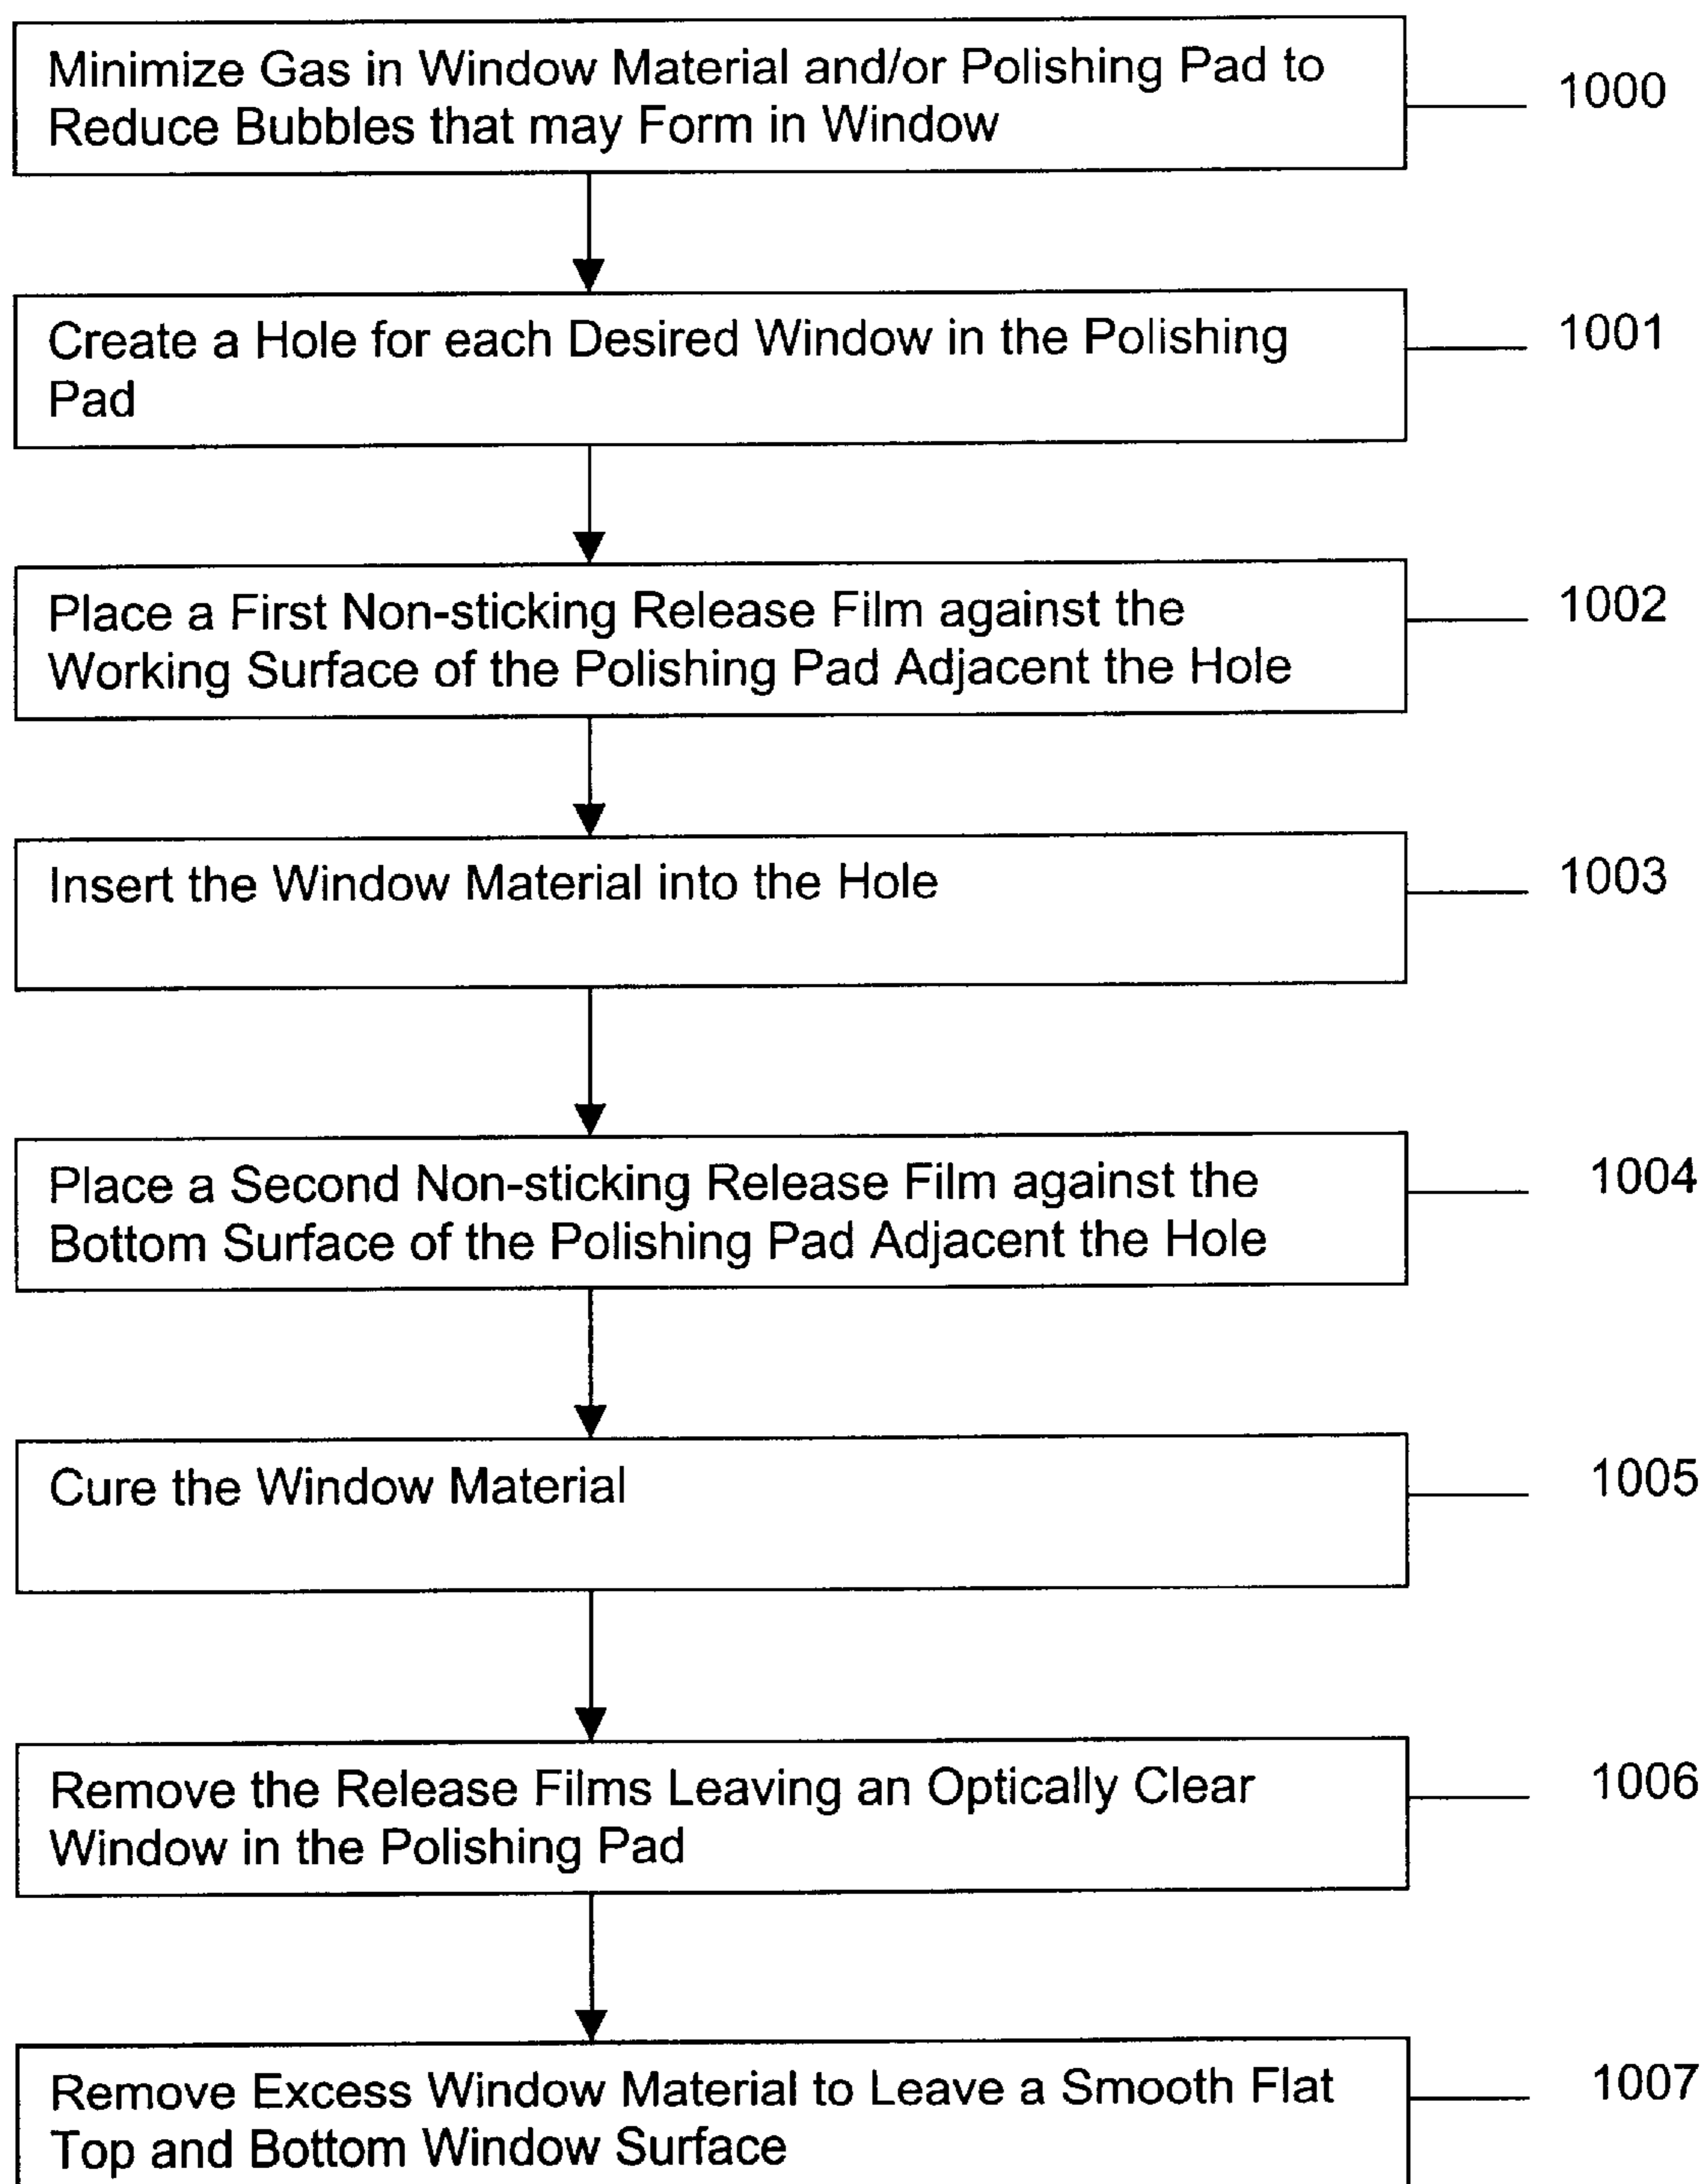 Minimize Gas in Window Material and/or Polishing Pad to
Reduce Bubbles that may Form in Window
1000
Create a Hole for each Desired Window in the Polishing
Pad
1001
Place a First Non-sticking Release Film against the
Working Surface of the Polishing Pad Adjacent the Hole
1002
Insert the Window Material into the Hole
1003
Place a Second Non-sticking Release Film against the
Bottom Surface of the Polishing Pad Adjacent the Hole
1004
Cure the Window Material
1005
Remove the Release Films Leaving an Optically Clear
Window in the Polishing Pad
1006
Remove Excess Window Material to Leave a Smooth Flat
Top and Bottom Window Surface
1007